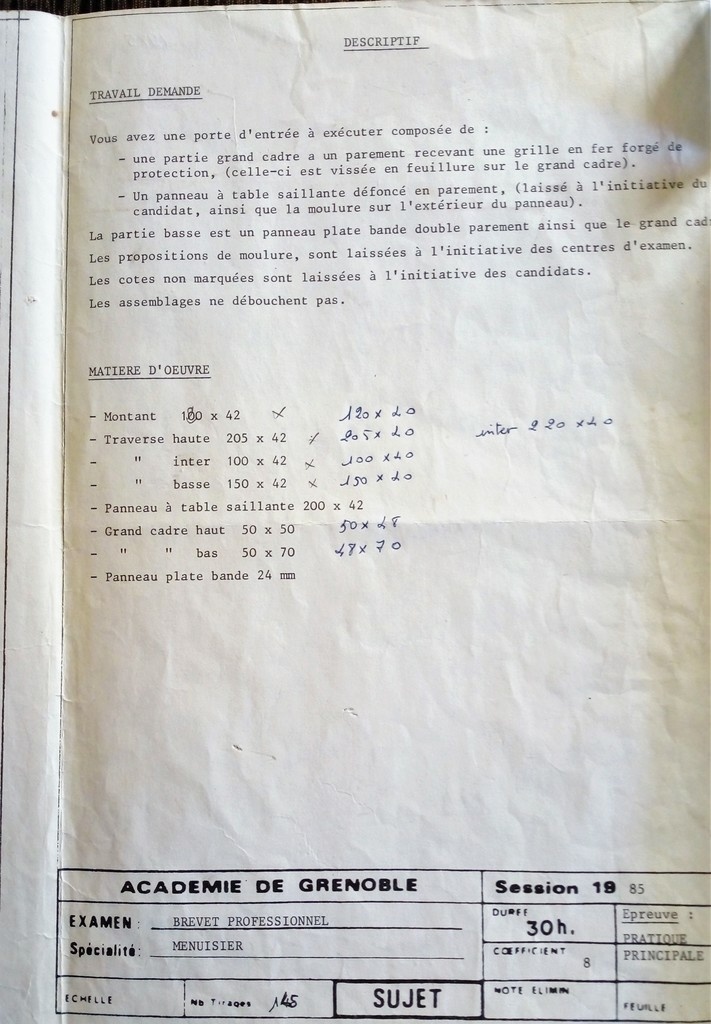 DESCRIPTIF
TRAVAIL DEMANDE
Vous avez une porte d'entrée à exécuter composée de :
- une partie grand cadre a un parement recevant une grille en fer forgé de
protection, (celle-ci est vissée en feuillure sur le grand cadre).
- Un panneau à table saillante défoncé en parement, (laissé à l'initiative du
candidat, ainsi que la moulure sur l'extérieur du panneau).
La partie basse est un panneau plate bande double parement ainsi que le grand cad
Les propositions de moulure, sont laissées à l'initiative des centres d'examen.
Les cotes non marquées sont laissées à l'initiative des candidats.
Les assemblages ne débouchent pas.
MATIERE D'OEUVRE
- Montant x 42 x 120 x 40
- Traverse haute 205 x 42 x 205 x 40 inter 220 x 40
- " inter 100 x 42 x 100 x 40
- " basse 150 x 42 x 150 x 40
- Panneau à table saillante 200 x 42
- Grand cadre haut 50 x 50 50 x 48
- " " bas 50 x 70 48 x 70
- Panneau plate bande 24 mm
ACADEMIE DE GRENOBLE Session 19 85
EXAMEN : BREVET PROFESSIONNEL DUREE 30h. Epreuve :
PRATIQUE
Spécialité: MENUISIER COEFFICIENT 8 PRINCIPALE
ECHELLE Nb Tirages 145 SUJET NOTE ELIMIN FEUILLE